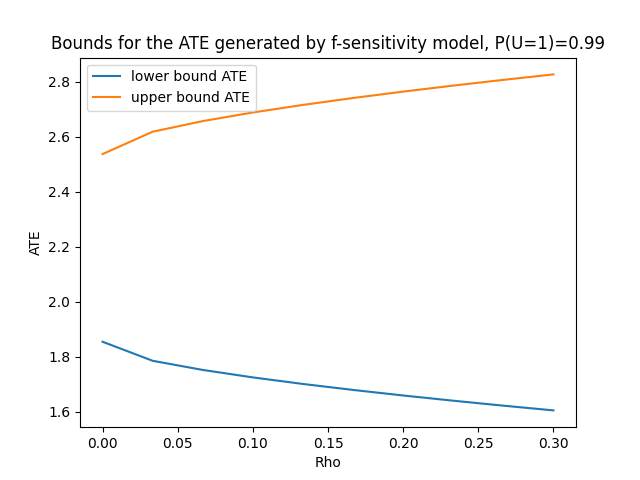 Bounds for the ATE generated by f-sensitivity model, P(U=1)=0.99
lower bound ATE
upper bound ATE
2.8
2.6
2.4
2.2
2.0
1.8
1.6
ATE
0.00 0.05 0.10 0.15 0.20 0.25 0.30
Rho